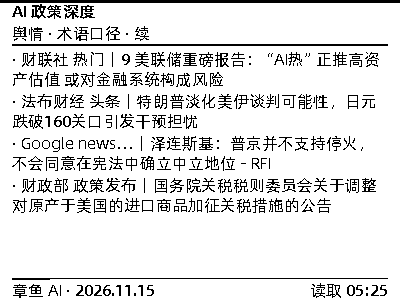 AI 政策深度
舆情 · 术语口径 · 续
· 财联社 热门｜9 美联储重磅报告：“AI热”正推高资
产估值 或对金融系统构成风险
· 法布财经 头条｜特朗普淡化美伊谈判可能性，日元
跌破160关口引发干预担忧
· Google news…｜泽连斯基：普京并不支持停火，
不会同意在宪法中确立中立地位 - RFI
· 财政部 政策发布｜国务院关税税则委员会关于调整
对原产于美国的进口商品加征关税措施的公告
章鱼 AI · 2026.11.15
读取 05:25